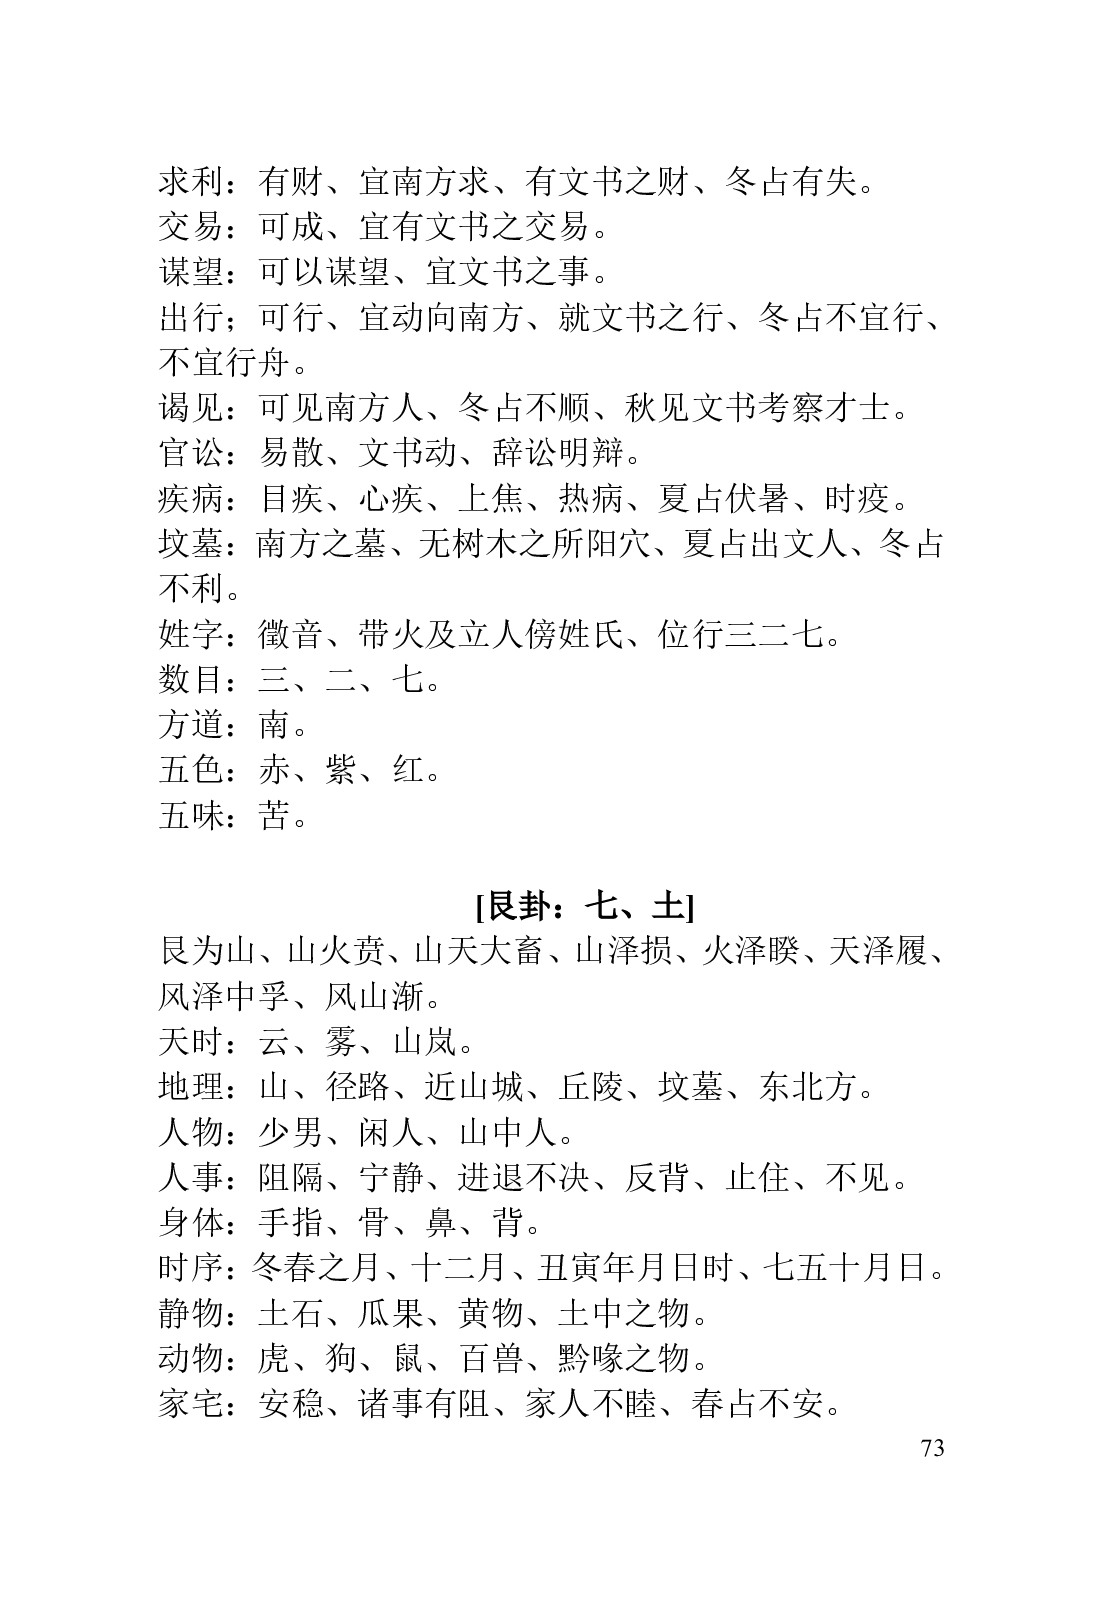 求利：有财、宜南方求、有文书之财、冬占有失。
交易：可成、宜有文书之交易。
谋望：可以谋望、宜文书之事。
出行；可行、宜动向南方、就文书之行、冬占不宜行、
不宜行舟。
谒见：可见南方人、冬占不顺、秋见文书考察才士。
官讼：易散、文书动、辞讼明辩。
疾病：目疾、心疾、上焦、热病、夏占伏暑、时疫。
坟墓：南方之墓、无树木之所阳穴、夏占出文人、冬占
不利。
姓字：徵音、带火及立人傍姓氏、位行三二七。
数目：三、二、七。
方道：南。
五色：赤、紫、红。
五味：苦。
[艮卦：七、土]
艮为山、山火贲、山天大畜、山泽损、火泽暌、天泽履、
风泽中孚、风山渐。
天时：云、雾、山岚。
地理：山、径路、近山城、丘陵、坟墓、东北方。
人物：少男、闲人、山中人。
人事：阻隔、宁静、进退不决、反背、止住、不见。
身体：手指、骨、鼻、背。
时序：冬春之月、十二月、丑寅年月日时、七五十月日。
静物：土石、瓜果、黄物、土中之物。
动物：虎、狗、鼠、百兽、黔喙之物。
家宅：安稳、诸事有阻、家人不睦、春占不安。
73